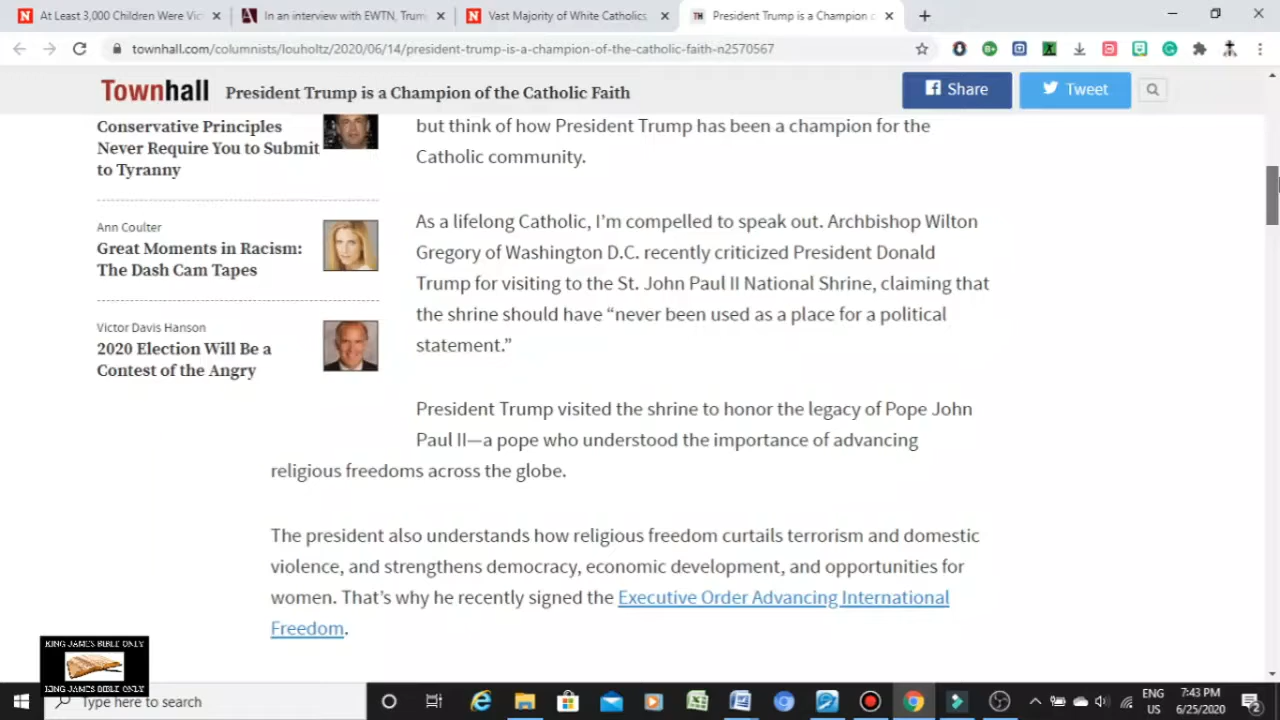 At Least 3,000 Children Were Vic
In an interview with EWTN, Trum
Vast Majority of White Catholics
President Trump is a Champion o
townhall.com/columnists/louholtz/2020/06/14/president-trump-is-a-champion-of-the-catholic-faith-n2570567
Townhall President Trump is a Champion of the Catholic Faith
Share
Tweet
Conservative Principles
Never Require You to Submit
to Tyranny
Ann Coulter
Great Moments in Racism:
The Dash Cam Tapes
Victor Davis Hanson
2020 Election Will Be a
Contest of the Angry
but think of how President Trump has been a champion for the
Catholic community.
As a lifelong Catholic, I’m compelled to speak out. Archbishop Wilton
Gregory of Washington D.C. recently criticized President Donald
Trump for visiting to the St. John Paul II National Shrine, claiming that
the shrine should have “never been used as a place for a political
statement.”
President Trump visited the shrine to honor the legacy of Pope John
Paul II—a pope who understood the importance of advancing
religious freedoms across the globe.
The president also understands how religious freedom curtails terrorism and domestic
violence, and strengthens democracy, economic development, and opportunities for
women. That’s why he recently signed the Executive Order Advancing International
Freedom.
KING JAMES BIBLE ONLY
KING JAMES BIBLE ONLY
Type here to search
ENG
US
7:43 PM
6/25/2020
2